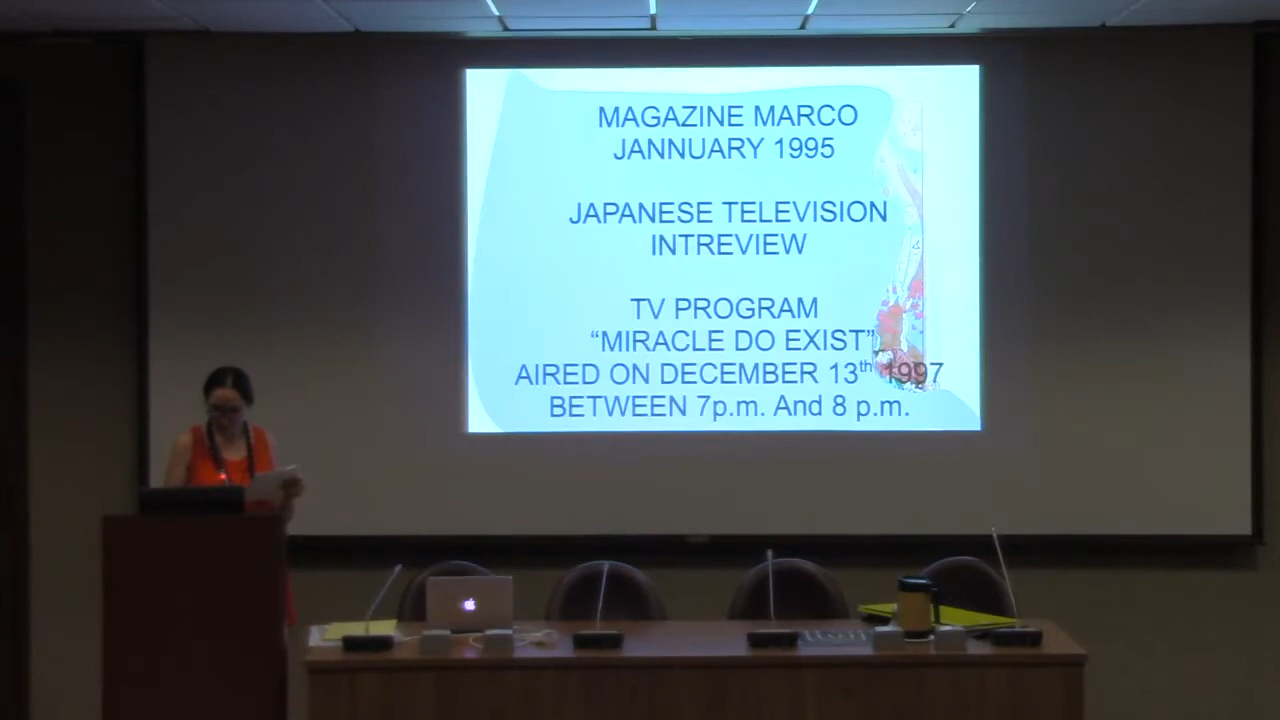 MAGAZINE MARCO
JANNUARY 1995
JAPANESE TELEVISION
INTREVIEW
TV PROGRAM
“MIRACLE DO EXIST”
AIRED ON DECEMBER 13th 1997
BETWEEN 7p.m. And 8 p.m.